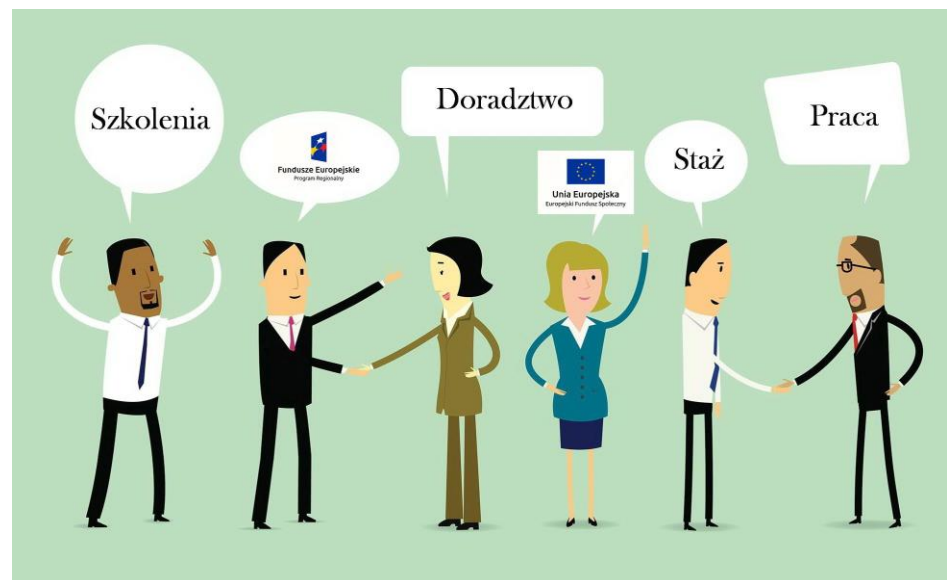 Szkolenia
Fundusze Europejskie
Program Regionalny
Doradztwo
Unia Europejska
Europejski Fundusz Społeczny
Staż
Praca